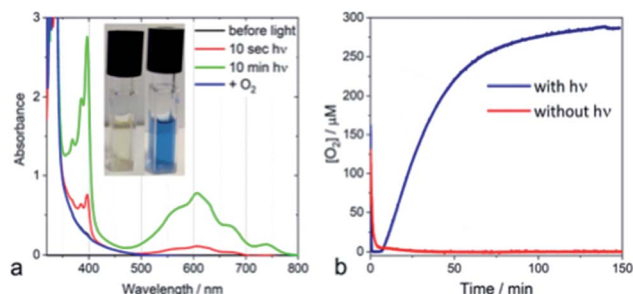 3
2
1
0
Absorbance
400
500
600
700
800
Wavelength / nm
before light
10 sec hν
10 min hν
+ O₂
a
300
250
200
150
100
50
0
[O₂] / μM
0
50
100
150
Time / min
with hν
without hν
b